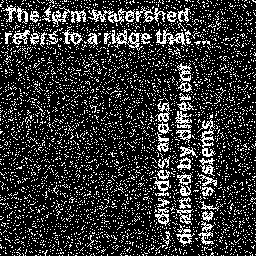 The term watershed
refers to a ridge that ...
... divides areas
drained by different
river systems.